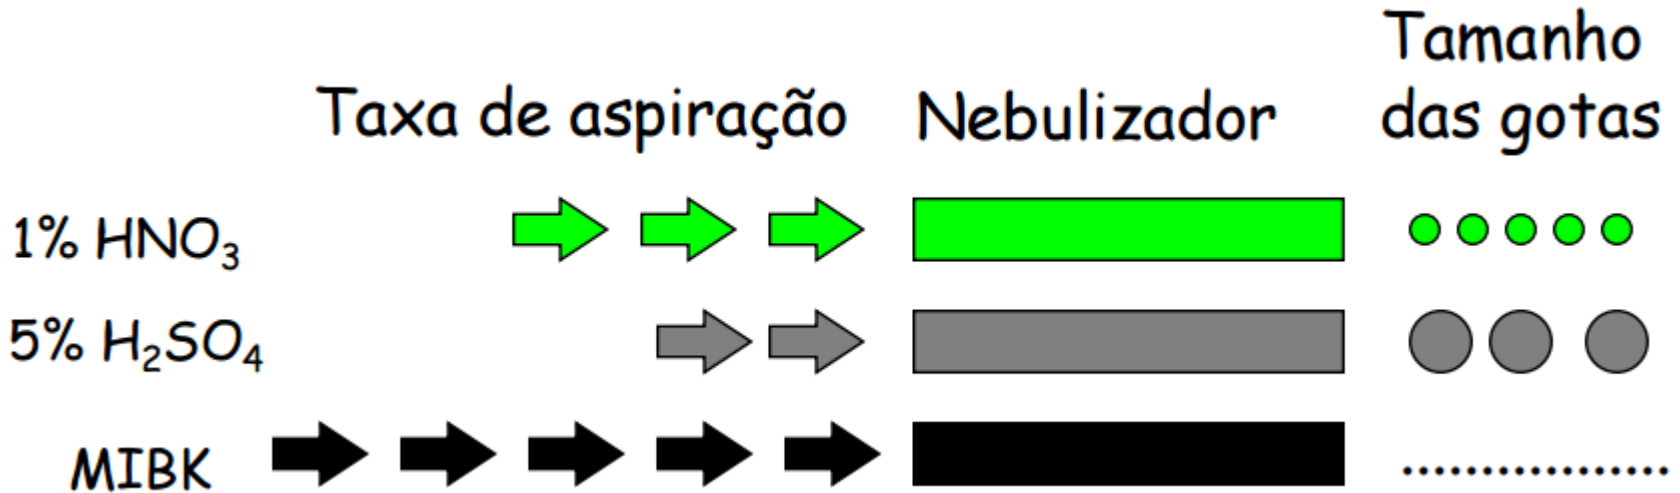 Tamanho
Taxa de aspiração Nebulizador das gotas
1% HNO₃
5% H₂SO₄
MIBK